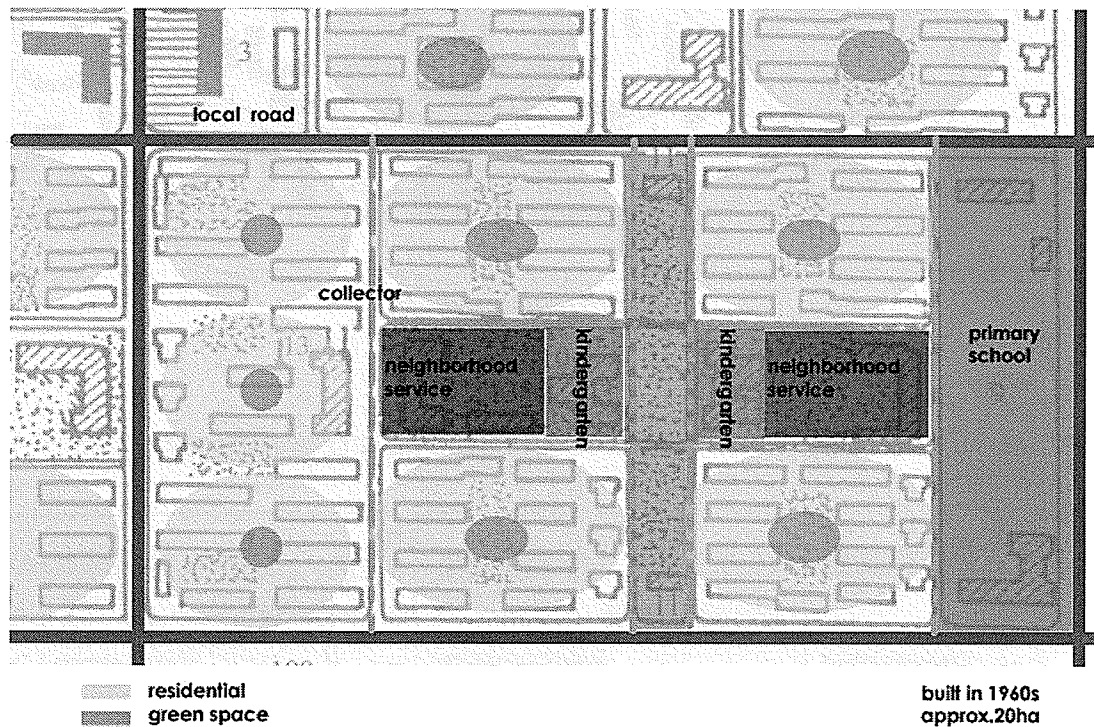 3
local road
collector
neighborhood
service
kindergarten
kindergarten
neighborhood
service
primary
school
residential
green space
built in 1960s
approx.20ha